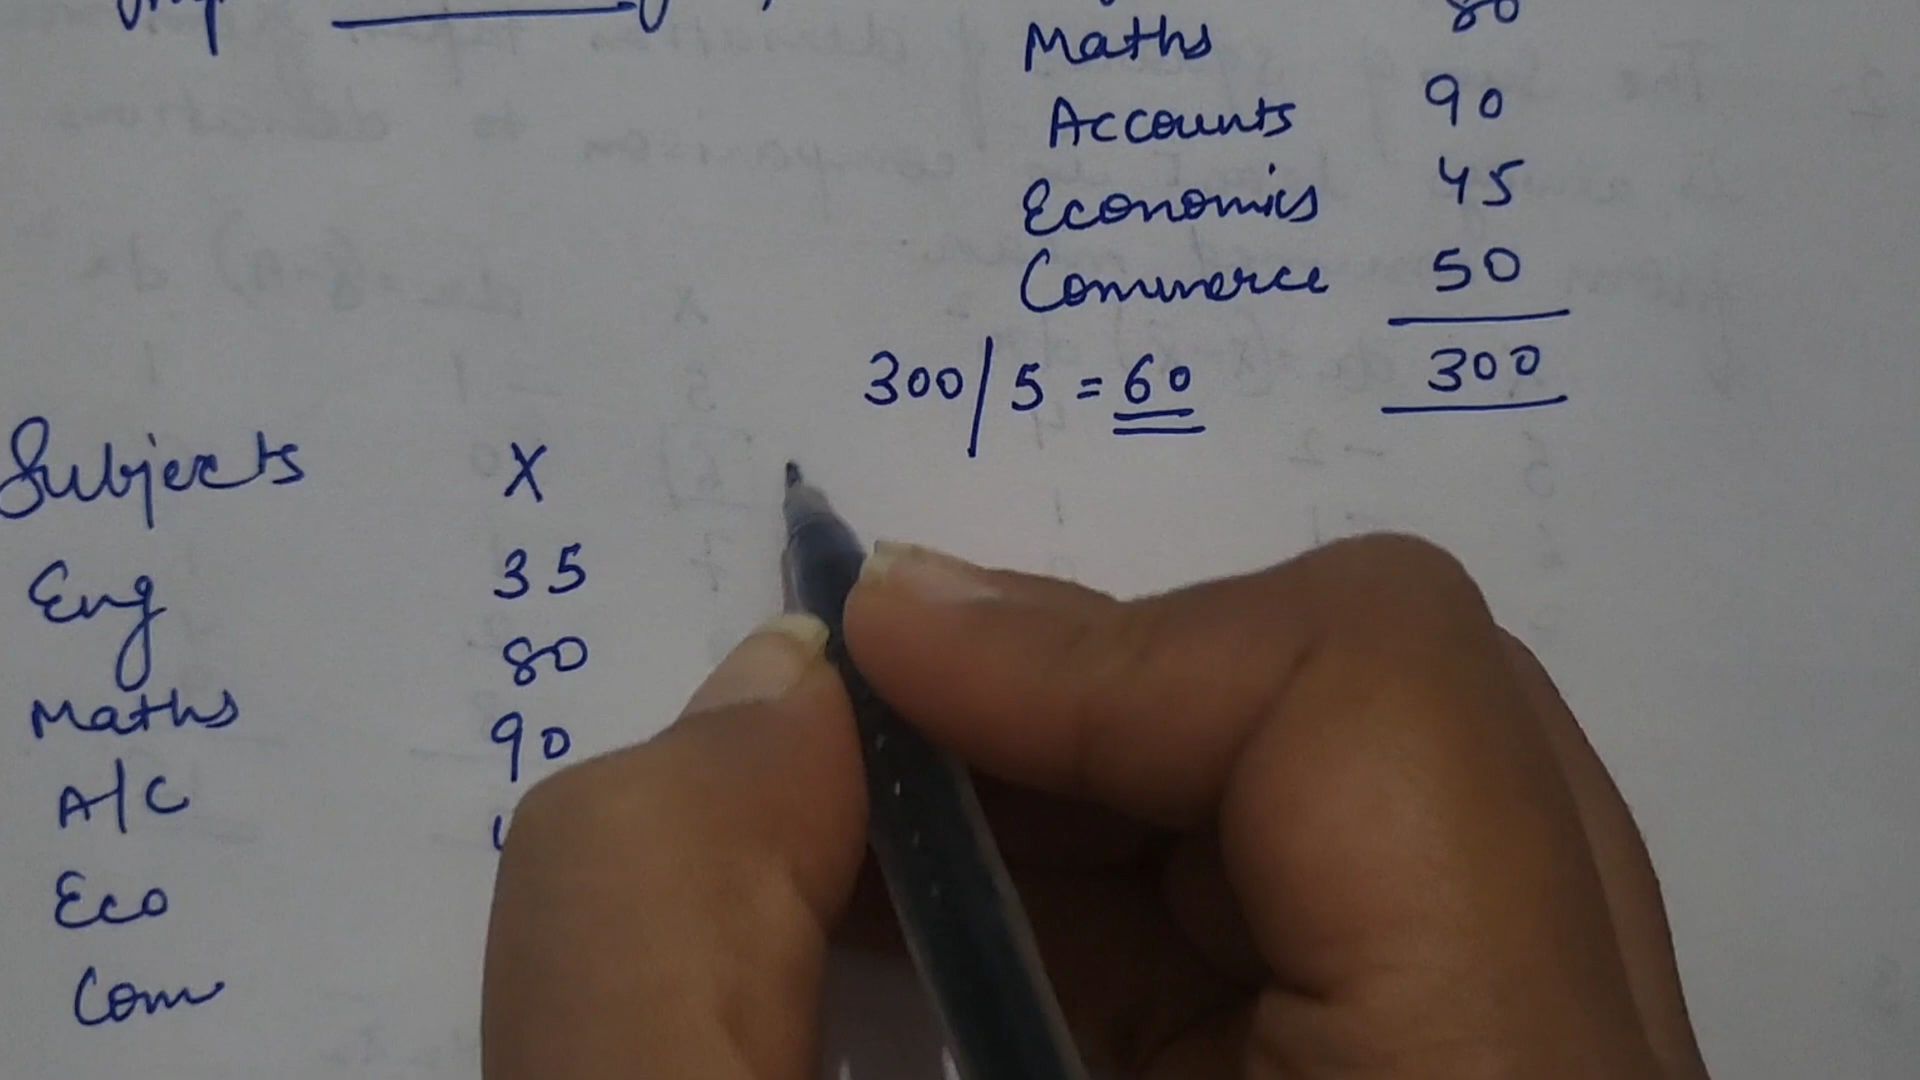 80
Maths
Accounts 90
Economics 45
Commerce 50
300/5 = 60 300
Subjects X
Eng 35
Maths 80
A/C 90
Eco
Com